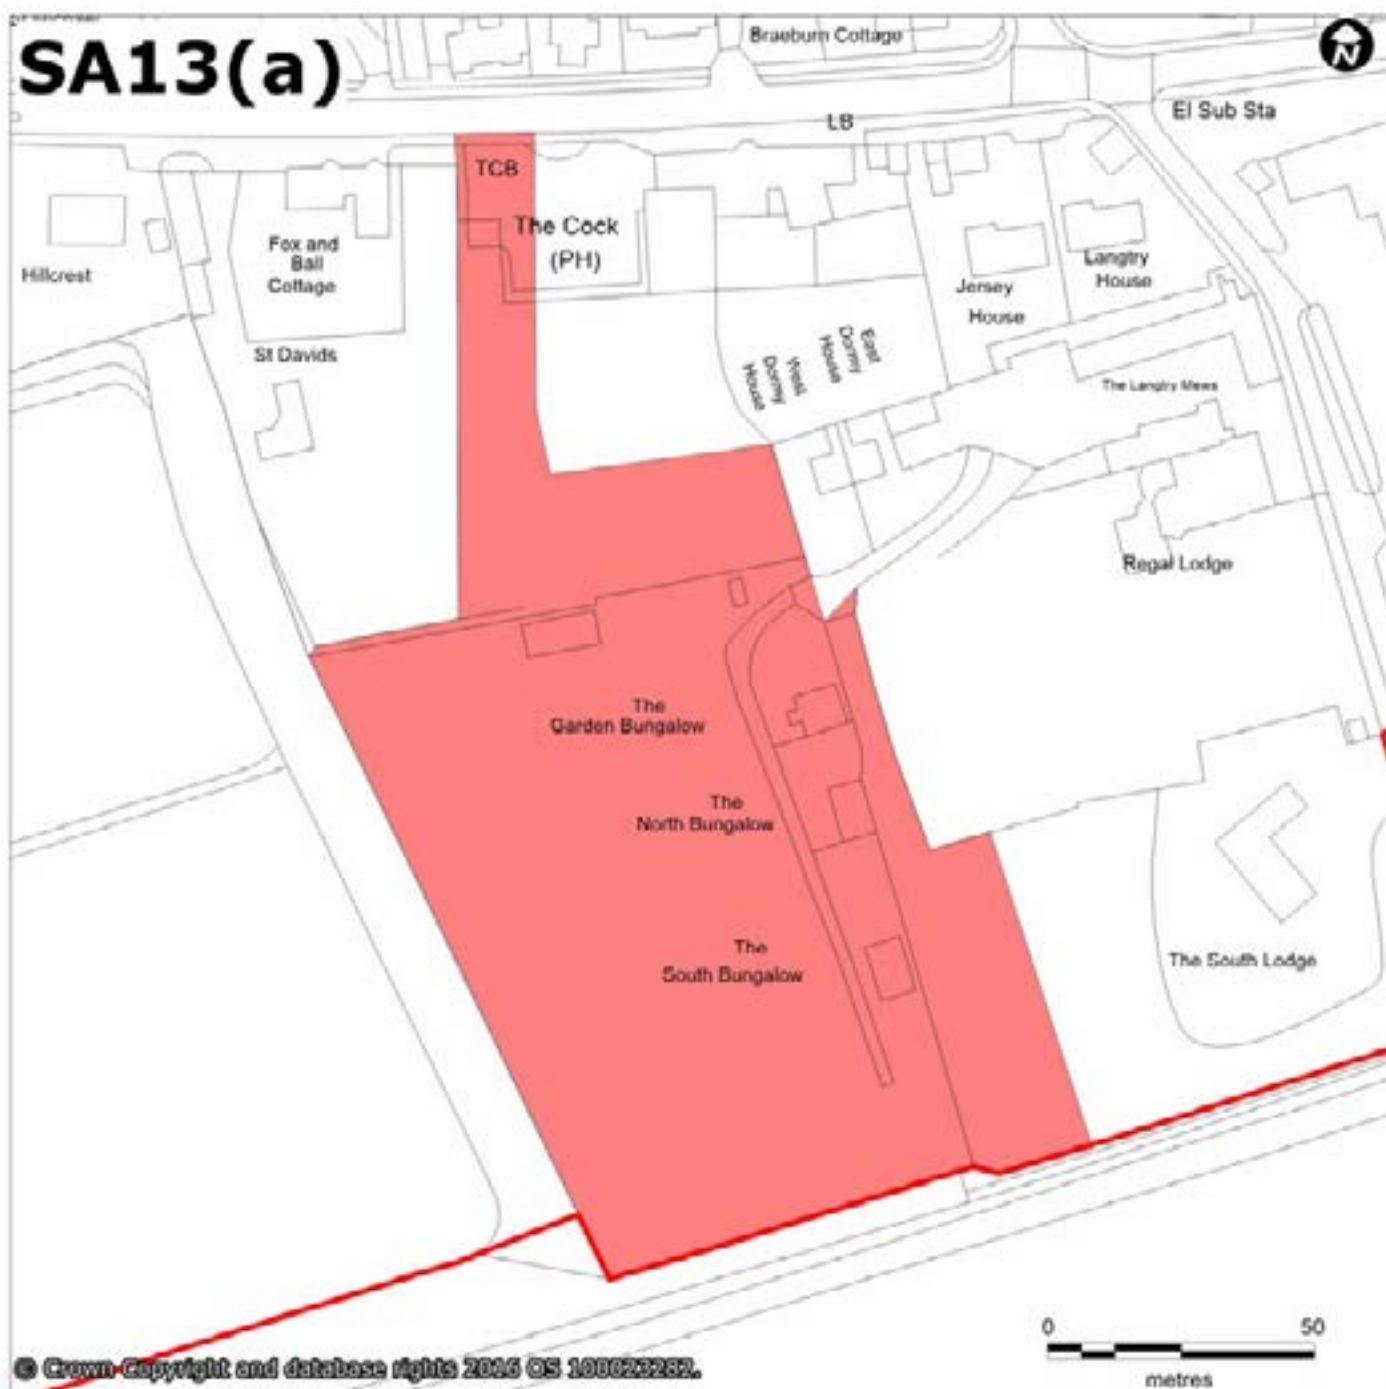 SA13(a)
Braeburn Cottage
N
LB
El Sub Sta
TCB
The Cock
(PH)
Fox and
Ball
Cottage
Hillcrest
Langtry
House
Jersey
House
St Davids
East
Dormy
House
West
Dormy
House
The Langtry Mews
Regal Lodge
The
Garden Bungalow
The
North Bungalow
The
South Bungalow
The South Lodge
0 50
metres
© Crown Copyright and database rights 2016 OS 100023282.